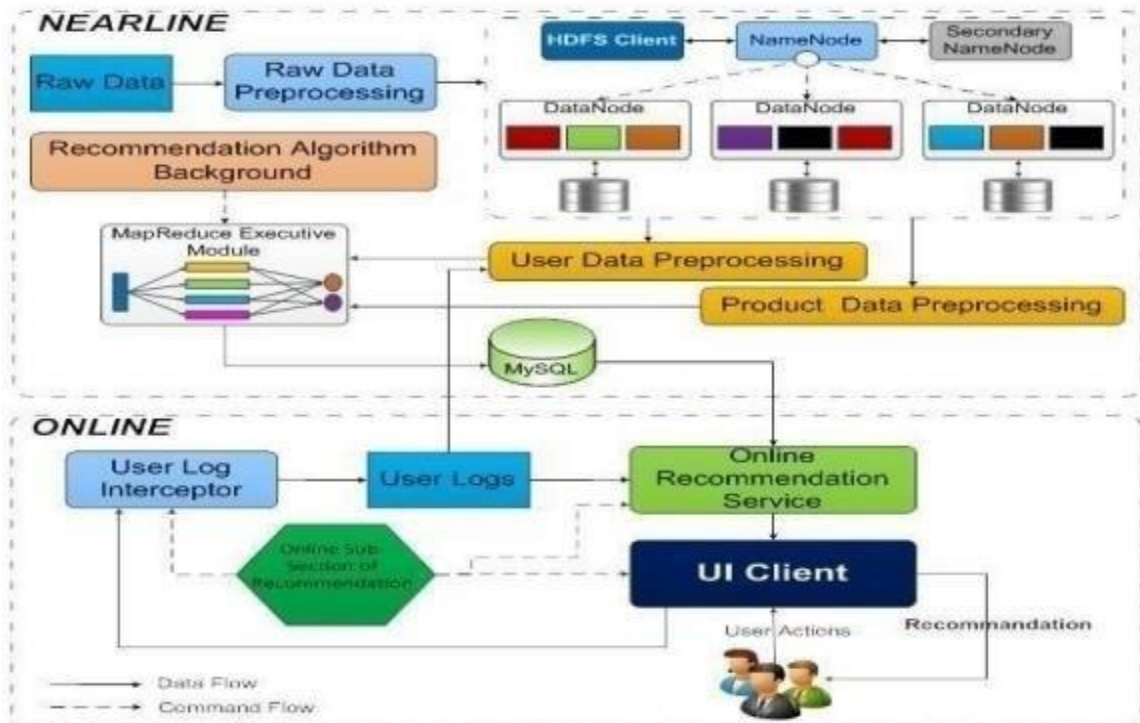 NEARLINE
HDFS Client
NameNode
Secondary
NameNode
Raw Data
Raw Data
Preprocessing
DataNode
DataNode
DataNode
Recommendation Algorithm
Background
MapReduce Executive
Module
User Data Preprocessing
Product Data Preprocessing
MySQL
ONLINE
User Log
Interceptor
User Logs
Online
Recommendation
Service
Online Sub-
Section of
Recommendation
UI Client
User Actions
Recommandation
Data Flow
Command Flow